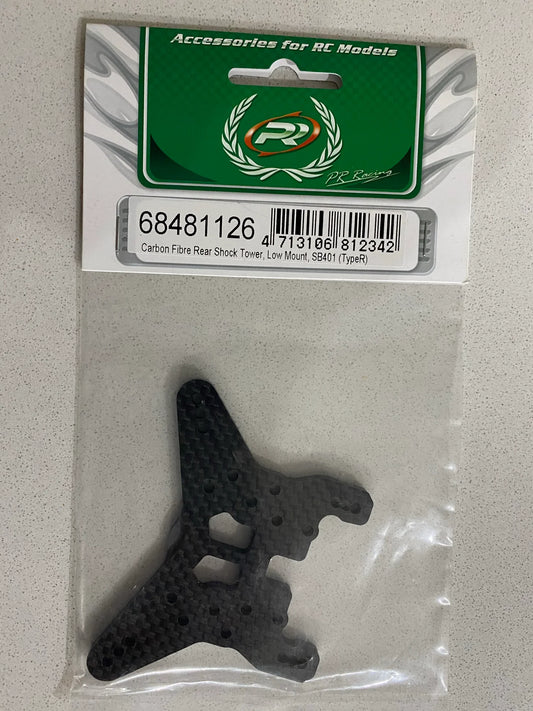 Accessories for RC Models
PR
PR Racing
68481126
4 713106 812342
Carbon Fibre Rear Shock Tower, Low Mount, SB401 (TypeR)